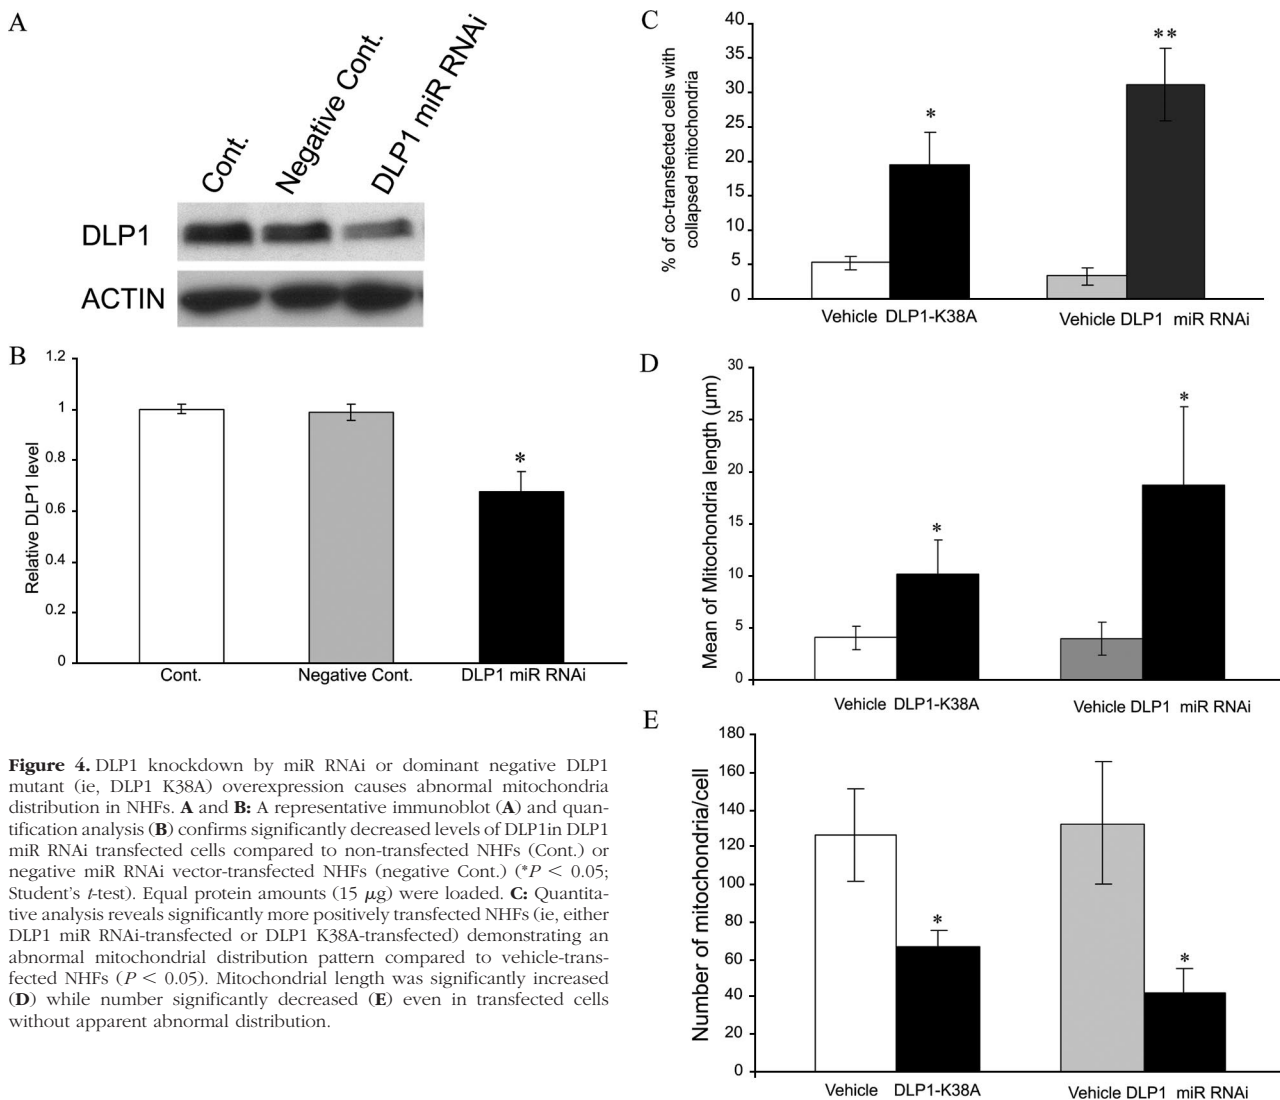 A
Cont.
Negative Cont.
DLP1 miR RNAi
DLP1
ACTIN
B
1.2
1
0.8
0.6
0.4
0.2
0
Relative DLP1 level
*
Cont.
Negative Cont.
DLP1 miR RNAi
Figure 4. DLP1 knockdown by miR RNAi or dominant negative DLP1
mutant (ie, DLP1 K38A) overexpression causes abnormal mitochondria
distribution in NHFs. A and B: A representative immunoblot (A) and quan-
tification analysis (B) confirms significantly decreased levels of DLP1in DLP1
miR RNAi transfected cells compared to non-transfected NHFs (Cont.) or
negative miR RNAi vector-transfected NHFs (negative Cont.) (*P < 0.05;
Student's t-test). Equal protein amounts (15 μg) were loaded. C: Quantita-
tive analysis reveals significantly more positively transfected NHFs (ie, either
DLP1 miR RNAi-transfected or DLP1 K38A-transfected) demonstrating an
abnormal mitochondrial distribution pattern compared to vehicle-trans-
fected NHFs (P < 0.05). Mitochondrial length was significantly increased
(D) while number significantly decreased (E) even in transfected cells
without apparent abnormal distribution.
C
% of co-transfected cells with
collapsed mitochondria
40
35
30
25
20
15
10
5
0
*
**
Vehicle DLP1-K38A
Vehicle DLP1 miR RNAi
D
Mean of Mitochondria length (μm)
30
25
20
15
10
5
0
*
*
Vehicle DLP1-K38A
Vehicle DLP1 miR RNAi
E
Number of mitochondria/cell
180
160
140
120
100
80
60
40
20
0
*
*
Vehicle DLP1-K38A
Vehicle DLP1 miR RNAi